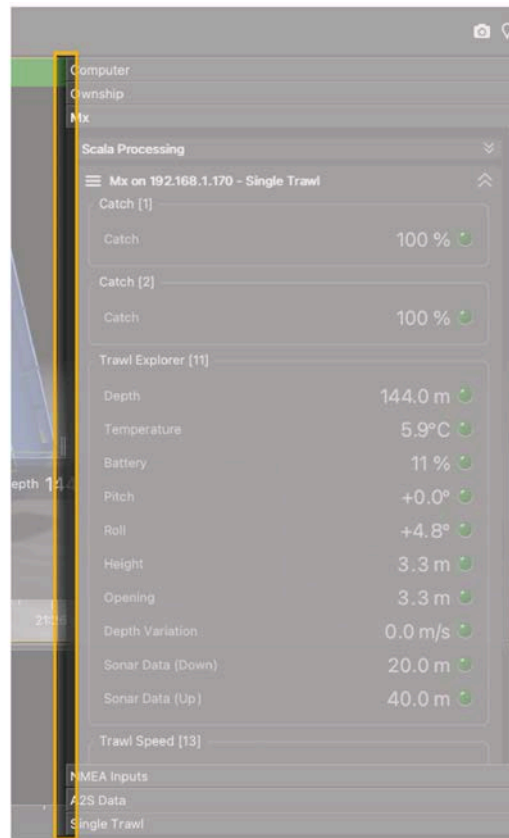 Computer
Ownship
Mx
Scala Processing
Mx on 192.168.1.170 - Single Trawl
Catch [1]
Catch 100 %
Catch [2]
Catch 100 %
Trawl Explorer [11]
Depth 144.0 m
Temperature 5.9°C
Battery 11 %
Pitch +0.0°
Roll +4.8°
Height 3.3 m
Opening 3.3 m
Depth Variation 0.0 m/s
Sonar Data (Down) 20.0 m
Sonar Data (Up) 40.0 m
Trawl Speed [13]
NMEA Inputs
A2S Data
Single Trawl